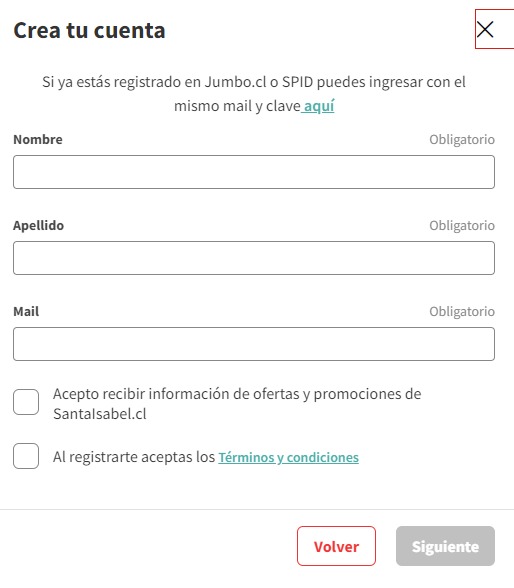 Crea tu cuenta
Si ya estás registrado en Jumbo.cl o SPID puedes ingresar con el
mismo mail y clave aquí
Nombre Obligatorio
Apellido Obligatorio
Mail Obligatorio
Acepto recibir información de ofertas y promociones de
SantaIsabel.cl
Al registrarte aceptas los Términos y condiciones
Volver Siguiente